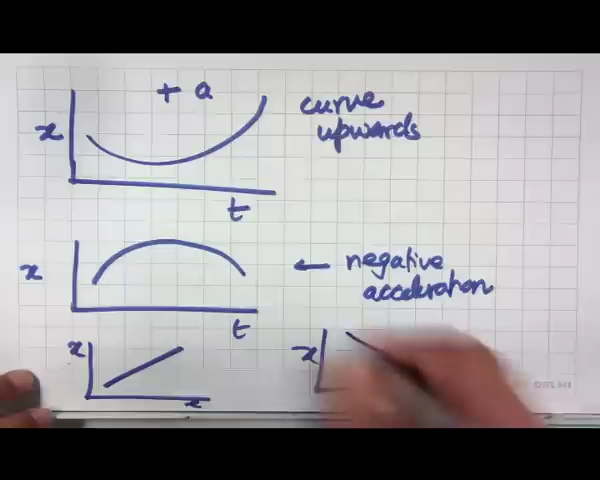 + a
curve
upwards
x
t
x
negative
acceleration
t
x
x